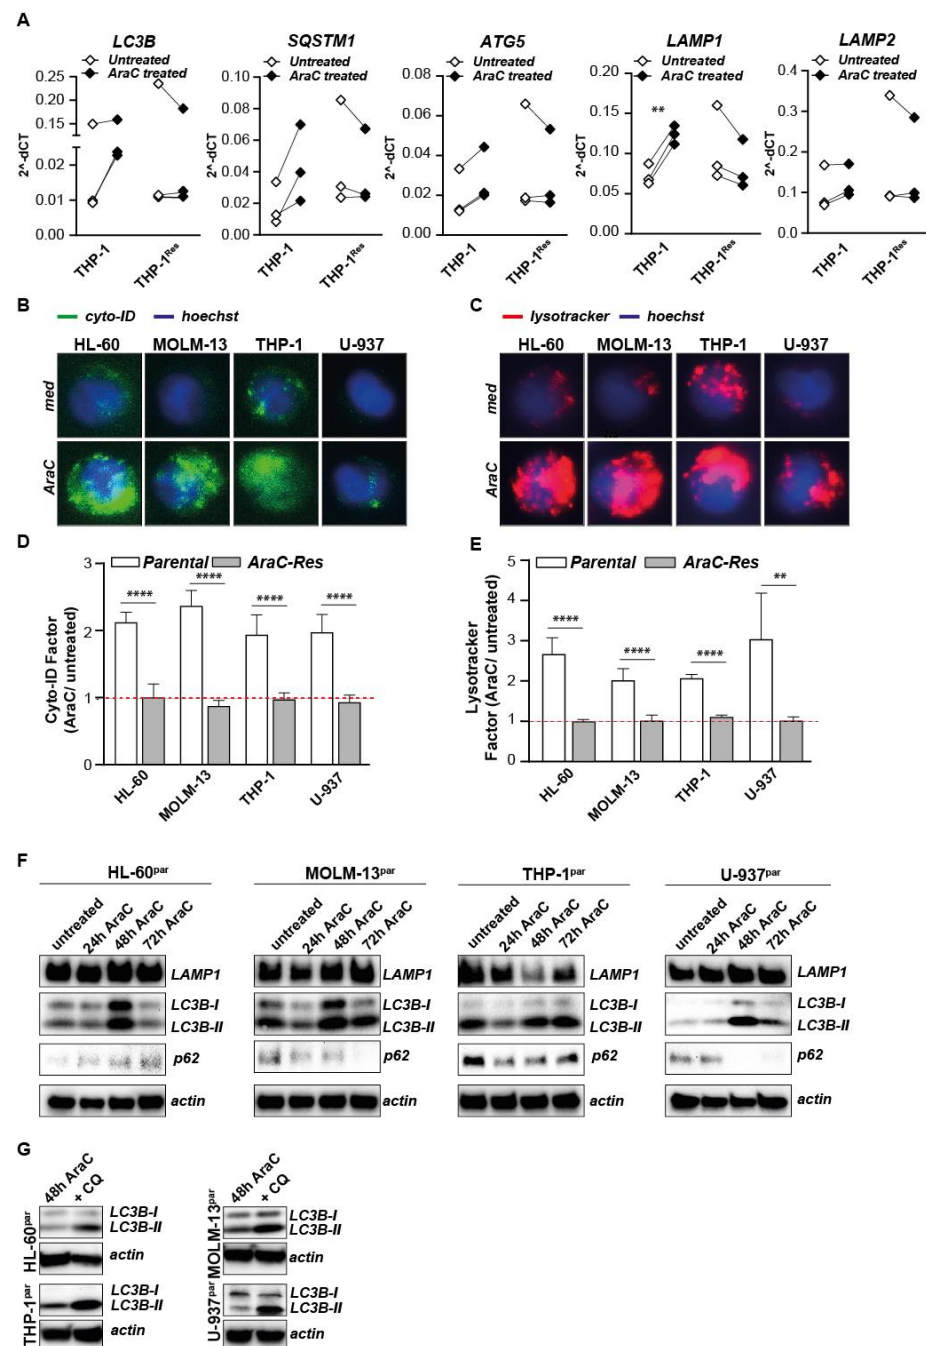 A
LC3B
Untreated
AraC treated
2^-dCT
0.25
0.20
0.15
0.02
0.01
0.00
THP-1
THP-1Res
SQSTM1
Untreated
AraC treated
2^-dCT
0.10
0.08
0.06
0.04
0.02
0.00
THP-1
THP-1Res
ATG5
Untreated
AraC treated
2^-dCT
0.08
0.06
0.04
0.02
0.00
THP-1
THP-1Res
LAMP1
Untreated
AraC treated
2^-dCT
0.20
0.15
0.10
0.05
0.00
**
THP-1
THP-1Res
LAMP2
Untreated
AraC treated
2^-dCT
0.4
0.3
0.2
0.1
0.0
THP-1
THP-1Res
B
cyto-ID hoechst
HL-60 MOLM-13 THP-1 U-937
med
AraC
C
lysotracker hoechst
HL-60 MOLM-13 THP-1 U-937
med
AraC
D
Parental AraC-Res
Cyto-ID Factor
(AraC/ untreated)
3
2
1
0
**** **** **** ****
HL-60
MOLM-13
THP-1
U-937
E
Parental AraC-Res
Lysotracker
Factor (AraC/ untreated)
5
4
3
2
1
0
**** **** **** **
HL-60
MOLM-13
THP-1
U-937
F
HL-60par
untreated
24h AraC
48h AraC
72h AraC
LAMP1
LC3B-I
LC3B-II
p62
actin
MOLM-13par
untreated
24h AraC
48h AraC
72h AraC
LAMP1
LC3B-I
LC3B-II
p62
actin
THP-1par
untreated
24h AraC
48h AraC
72h AraC
LAMP1
LC3B-I
LC3B-II
p62
actin
U-937par
untreated
24h AraC
48h AraC
72h AraC
LAMP1
LC3B-I
LC3B-II
p62
actin
G
48h AraC
+ CQ
HL-60par
LC3B-I
LC3B-II
actin
THP-1par
LC3B-I
LC3B-II
actin
48h AraC
+ CQ
MOLM-13par
LC3B-I
LC3B-II
actin
U-937par
LC3B-I
LC3B-II
actin